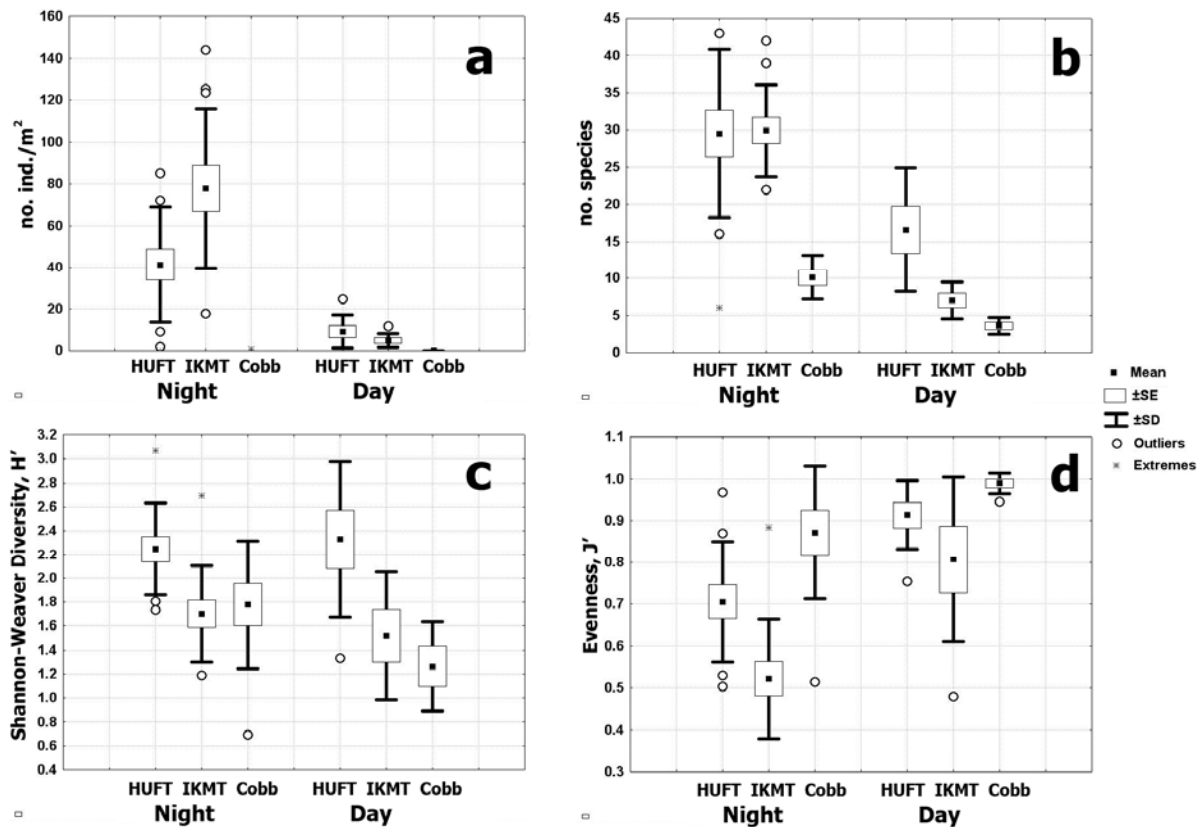 a
160
140
120
100
80
60
40
20
0
no. ind./m²
HUFT IKMT Cobb HUFT IKMT Cobb
Night Day
b
45
40
35
30
25
20
15
10
5
0
no. species
HUFT IKMT Cobb HUFT IKMT Cobb
Night Day
Mean
±SE
±SD
Outliers
Extremes
c
3.2
3.0
2.8
2.6
2.4
2.2
2.0
1.8
1.6
1.4
1.2
1.0
0.8
0.6
0.4
Shannon-Weaver Diversity, H'
HUFT IKMT Cobb HUFT IKMT Cobb
Night Day
d
1.1
1.0
0.9
0.8
0.7
0.6
0.5
0.4
0.3
Evenness, J'
HUFT IKMT Cobb HUFT IKMT Cobb
Night Day